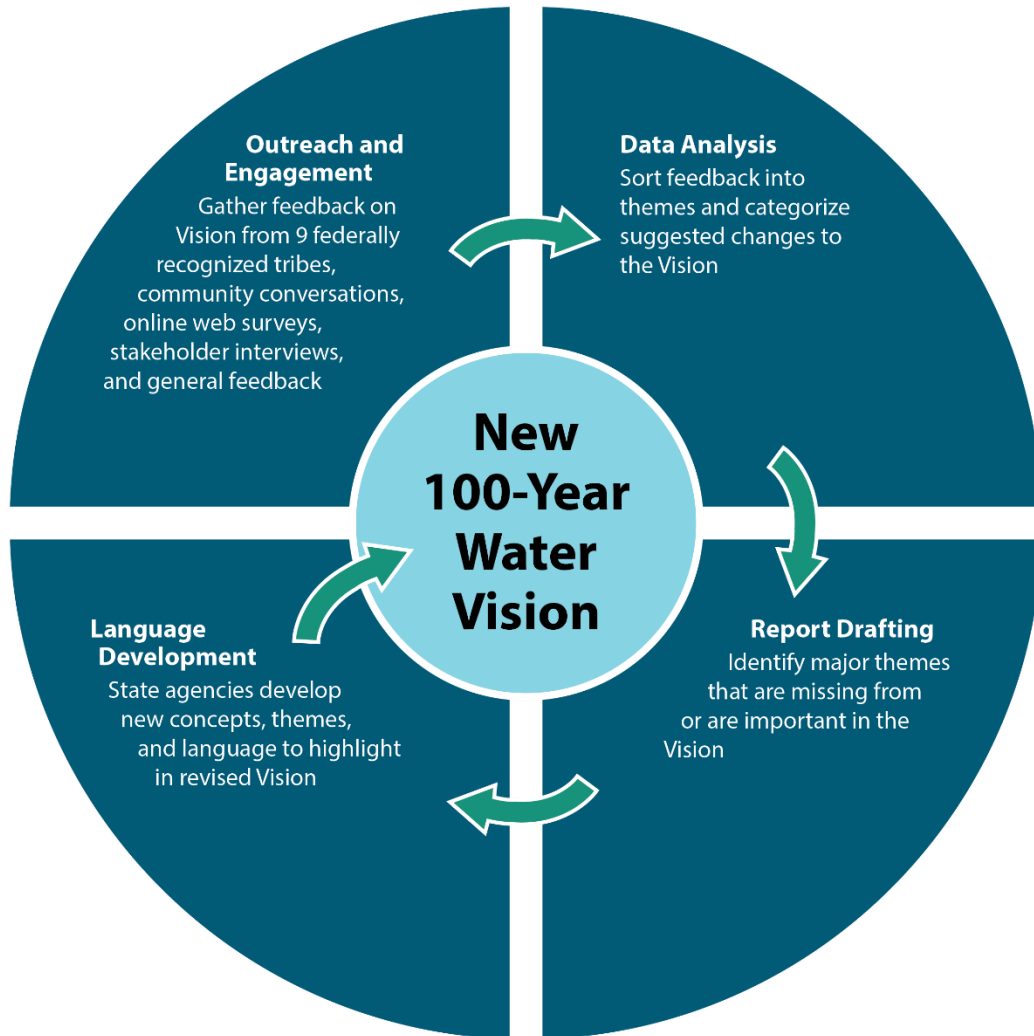 Outreach and
Engagement
Gather feedback on
Vision from 9 federally
recognized tribes,
community conversations,
online web surveys,
stakeholder interviews,
and general feedback
Data Analysis
Sort feedback into
themes and categorize
suggested changes to
the Vision
New
100-Year
Water
Vision
Report Drafting
Identify major themes
that are missing from
or are important in the
Vision
Language
Development
State agencies develop
new concepts, themes,
and language to highlight
in revised Vision